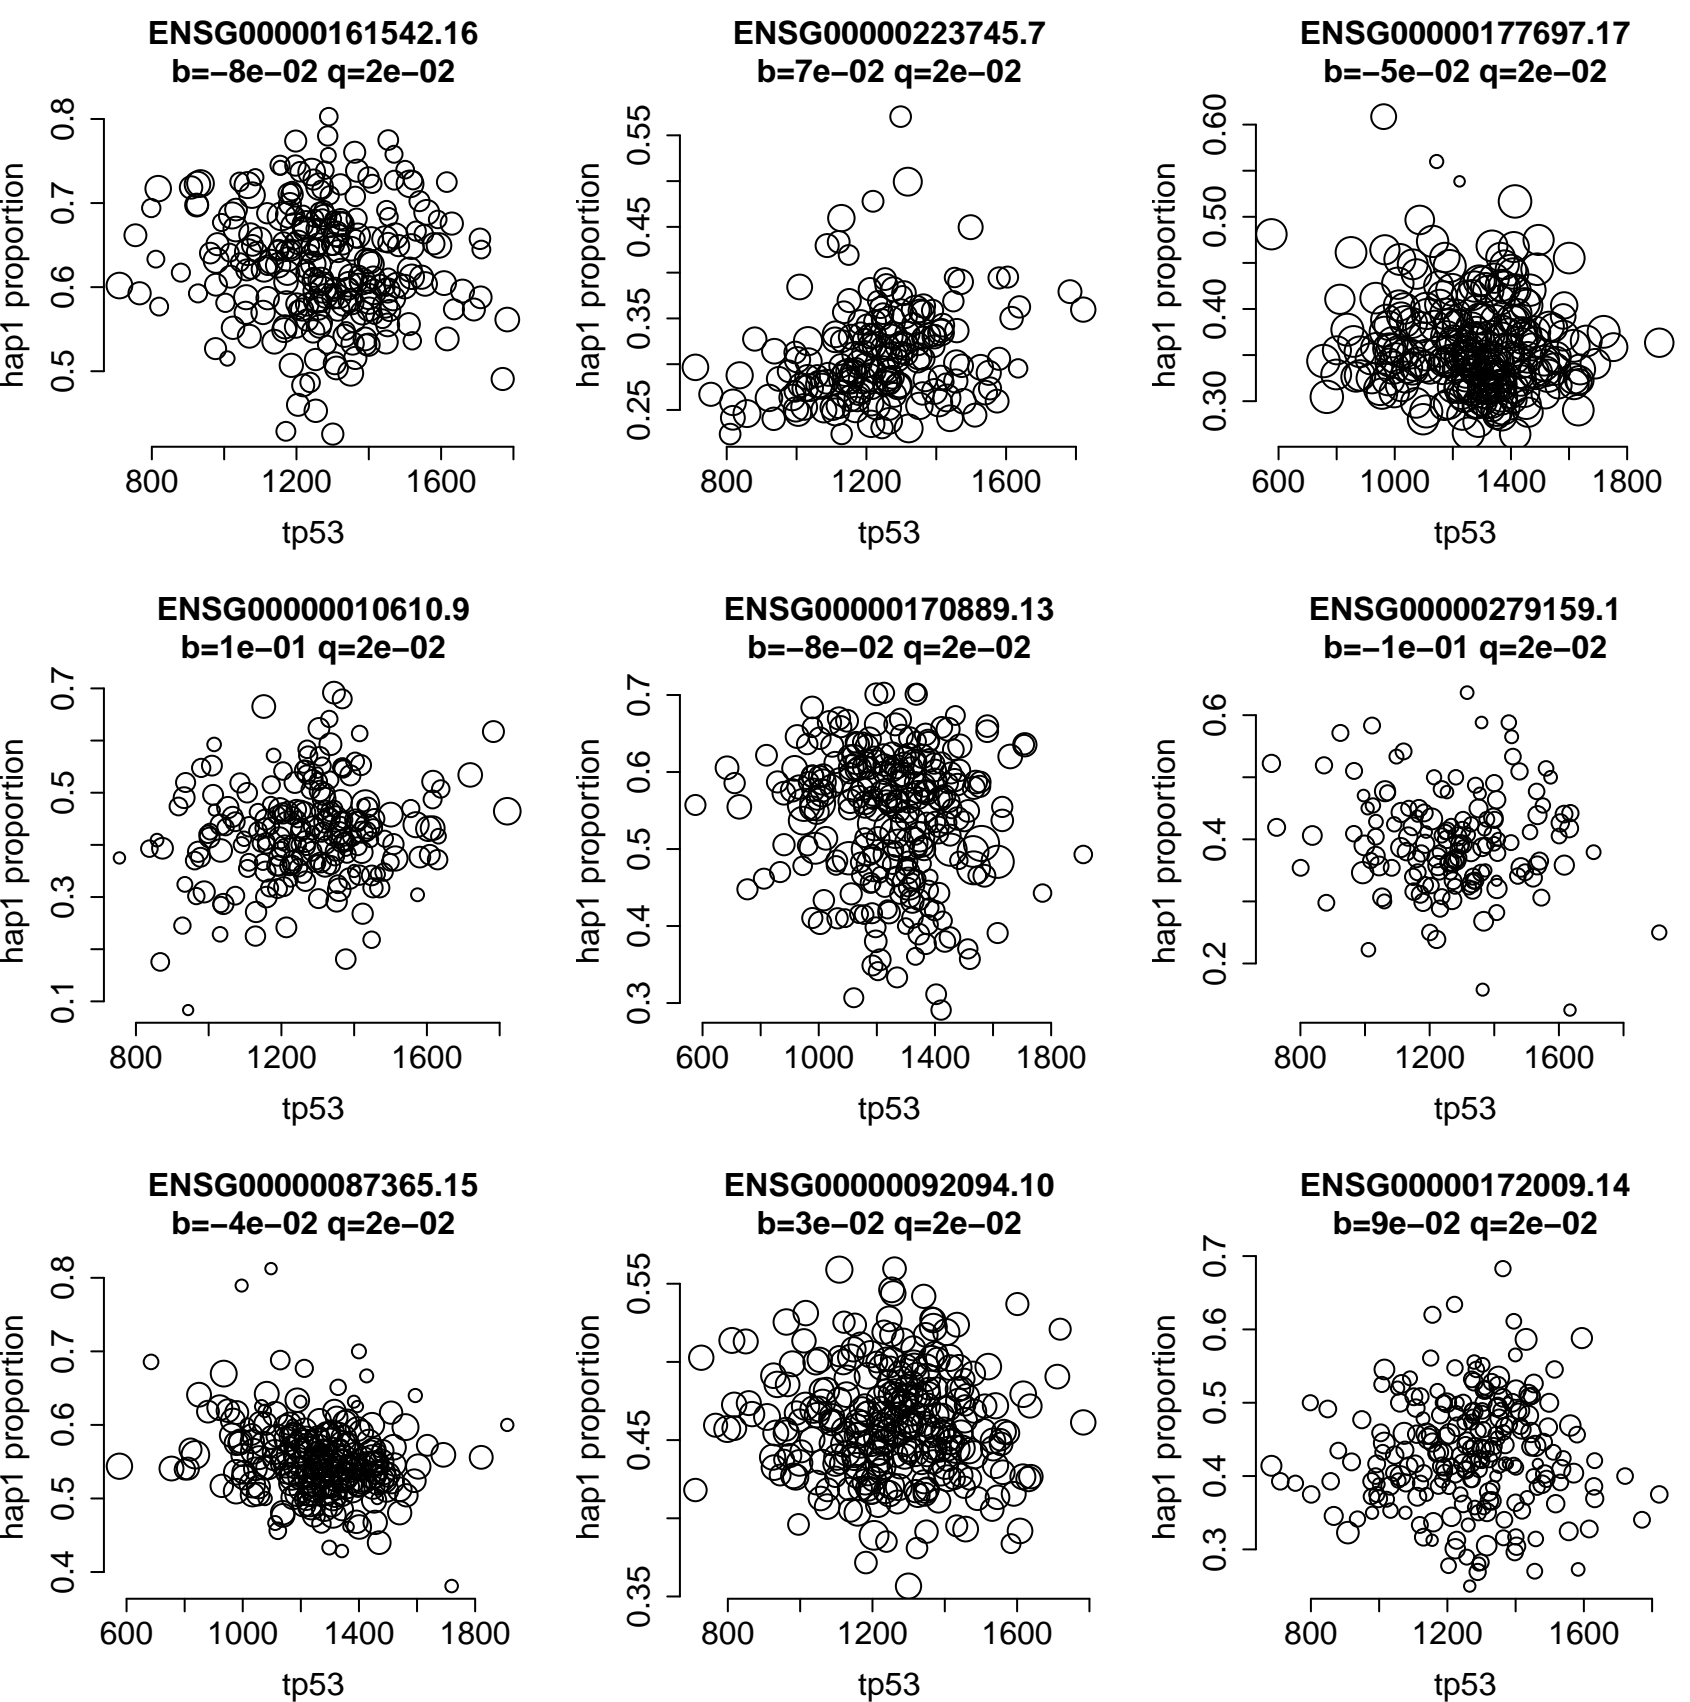 ENSG00000161542.16
b=−8e−02 q=2e−02
hap1 proportion
0.5 0.6 0.7 0.8
800 1200 1600
tp53
ENSG00000223745.7
b=7e−02 q=2e−02
hap1 proportion
0.25 0.35 0.45 0.55
800 1200 1600
tp53
ENSG00000177697.17
b=−5e−02 q=2e−02
hap1 proportion
0.30 0.40 0.50 0.60
600 1000 1400 1800
tp53
ENSG00000010610.9
b=1e−01 q=2e−02
hap1 proportion
0.1 0.3 0.5 0.7
800 1200 1600
tp53
ENSG00000170889.13
b=−8e−02 q=2e−02
hap1 proportion
0.3 0.4 0.5 0.6 0.7
600 1000 1400 1800
tp53
ENSG00000279159.1
b=−1e−01 q=2e−02
hap1 proportion
0.2 0.4 0.6
800 1200 1600
tp53
ENSG00000087365.15
b=−4e−02 q=2e−02
hap1 proportion
0.4 0.5 0.6 0.7 0.8
600 1000 1400 1800
tp53
ENSG00000092094.10
b=3e−02 q=2e−02
hap1 proportion
0.35 0.45 0.55
800 1200 1600
tp53
ENSG00000172009.14
b=9e−02 q=2e−02
hap1 proportion
0.3 0.4 0.5 0.6 0.7
800 1200 1600
tp53